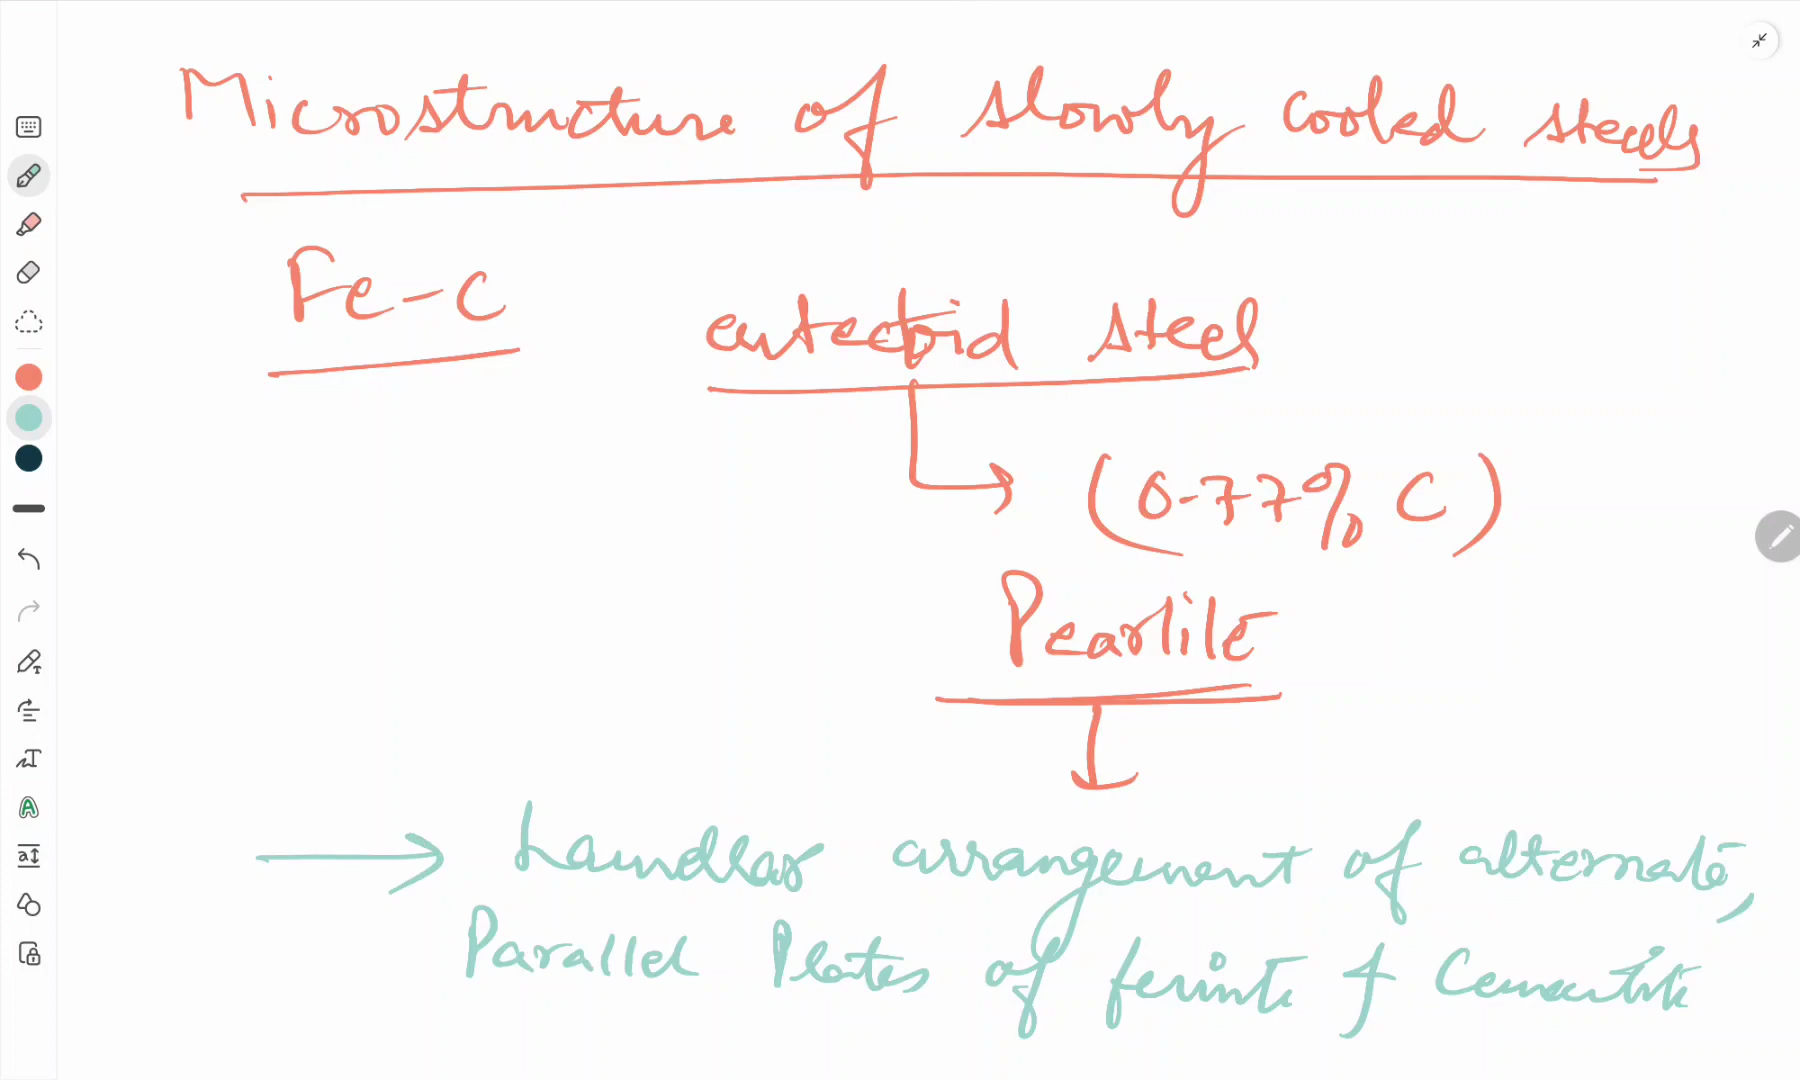 Microstructure of slowly cooled steels
Fe-C
eutectoid steel
(0.77% C)
Pearlite
Lamellar arrangement of alternate,
Parallel Plates of ferrite & Cementite